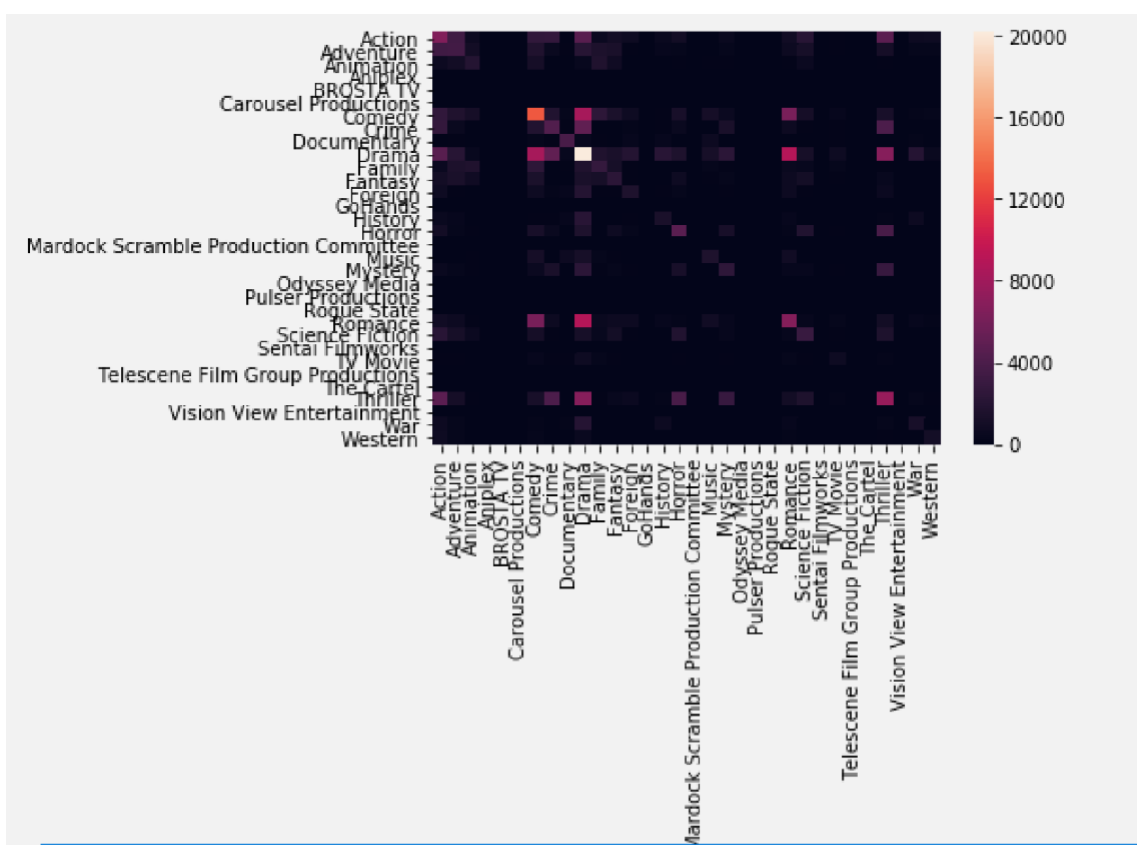 Action
Adventure
Animation
Aniplex
BROSTA TV
Carousel Productions
Comedy
Crime
Documentary
Drama
Family
Fantasy
Foreign
GoHands
History
Horror
Mardock Scramble Production Committee
Music
Mystery
Odyssey Media
Pulser Productions
Rogue State
Romance
Science Fiction
Sentai Filmworks
TV Movie
Telescene Film Group Productions
The Cartel
Thriller
Vision View Entertainment
War
Western
20000
16000
12000
8000
4000
0
Action
Adventure
Animation
Aniplex
BROSTA TV
Carousel Productions
Comedy
Crime
Documentary
Drama
Family
Fantasy
Foreign
GoHands
History
Horror
Mardock Scramble Production Committee
Music
Mystery
Odyssey Media
Pulser Productions
Rogue State
Romance
Science Fiction
Sentai Filmworks
TV Movie
Telescene Film Group Productions
The Cartel
Thriller
Vision View Entertainment
War
Western